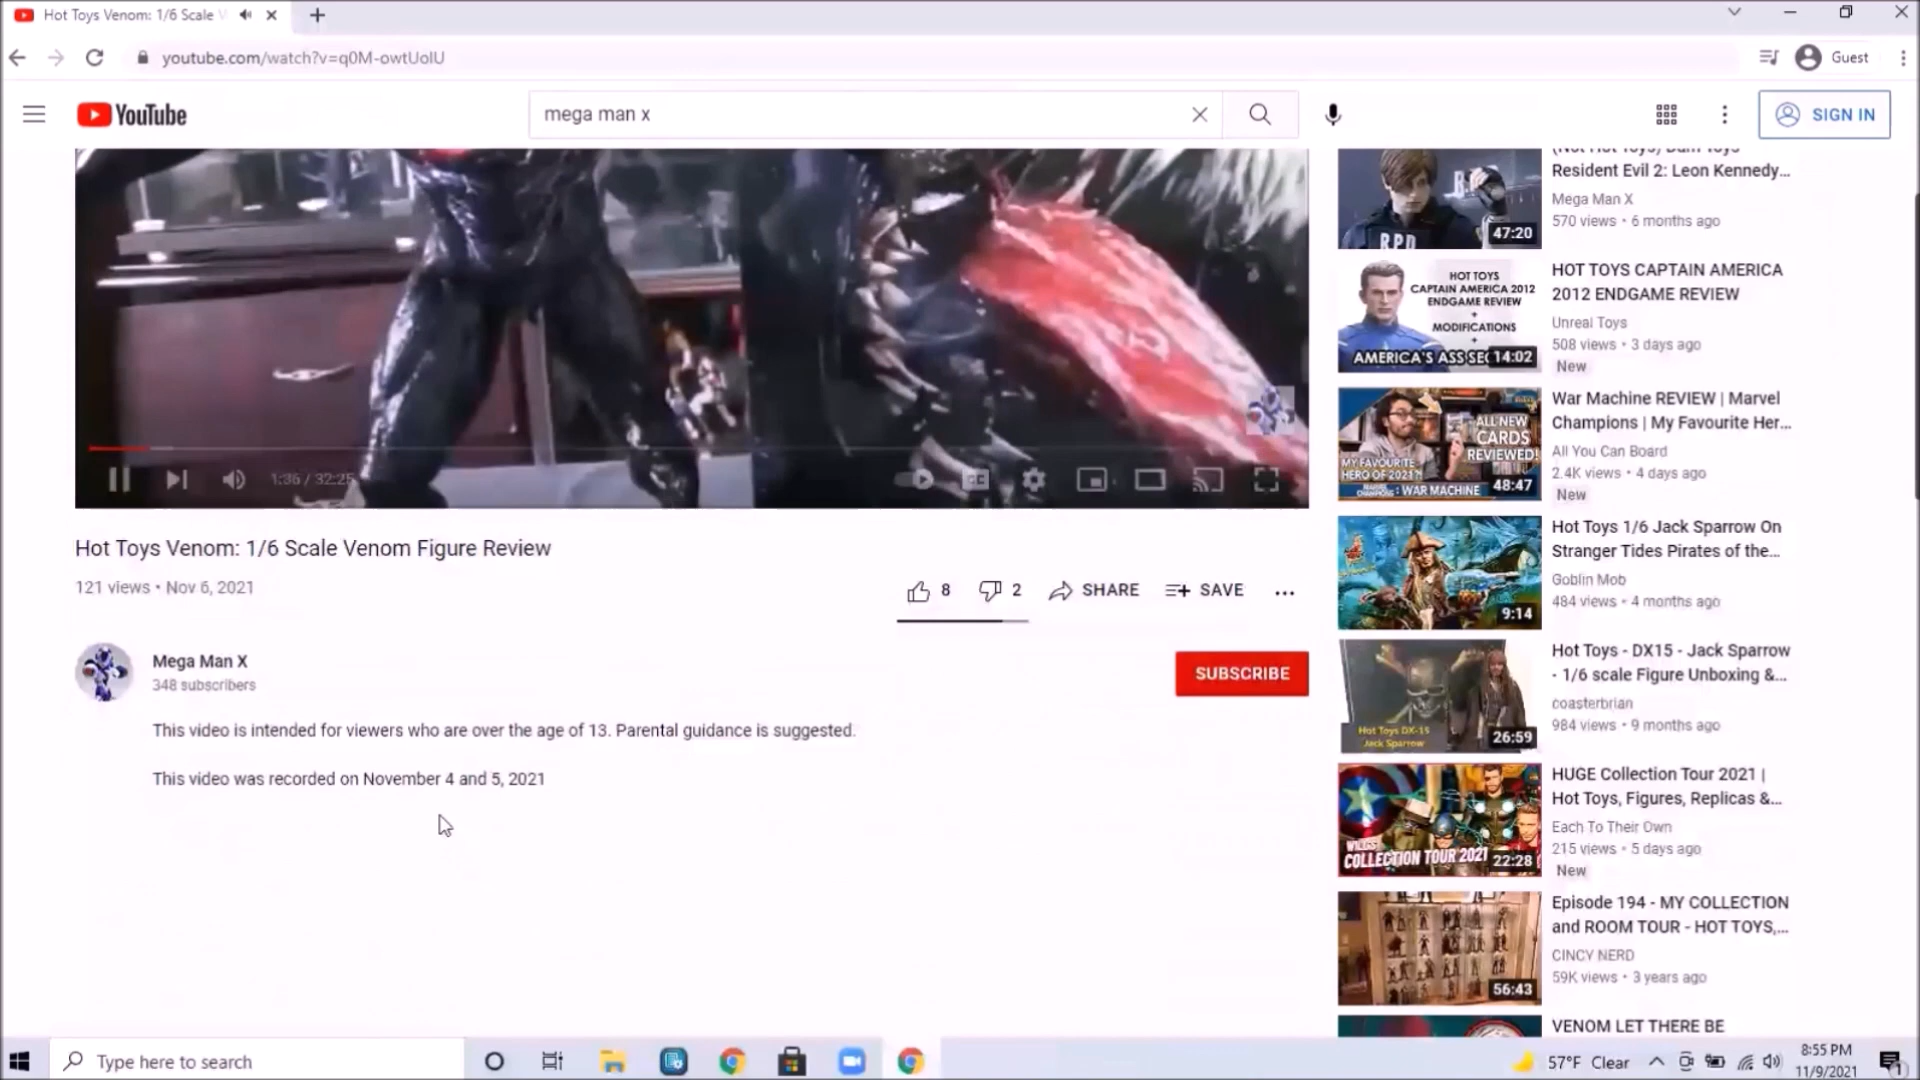 Hot Toys Venom: 1/6 Scale
youtube.com/watch?v=q0M-owtUoIU
Guest
YouTube
mega man x
SIGN IN
1:36 / 32:25
CC
Hot Toys Venom: 1/6 Scale Venom Figure Review
121 views • Nov 6, 2021
8
2
SHARE
SAVE
Mega Man X
348 subscribers
SUBSCRIBE
This video is intended for viewers who are over the age of 13. Parental guidance is suggested.
This video was recorded on November 4 and 5, 2021
R.P.D
47:20
(Not Hot Toys) Dam Toys
Resident Evil 2: Leon Kennedy...
Mega Man X
570 views • 6 months ago
HOT TOYS
CAPTAIN AMERICA 2012
ENDGAME REVIEW
+
MODIFICATIONS
+
AMERICA'S ASS SEC
14:02
HOT TOYS CAPTAIN AMERICA
2012 ENDGAME REVIEW
Unreal Toys
508 views • 3 days ago
New
ALL NEW
CARDS
REVIEWED!
MY FAVOURITE
HERO OF 2021?!
CHAMPIONS: WAR MACHINE
48:47
War Machine REVIEW | Marvel
Champions | My Favourite Her...
All You Can Board
2.4K views • 4 days ago
New
9:14
Hot Toys 1/6 Jack Sparrow On
Stranger Tides Pirates of the...
Goblin Mob
484 views • 4 months ago
Hot Toys DX-15
Jack Sparrow
26:59
Hot Toys - DX15 - Jack Sparrow
- 1/6 scale Figure Unboxing &...
coasterbrian
984 views • 9 months ago
COLLECTION TOUR 2021
22:28
HUGE Collection Tour 2021 |
Hot Toys, Figures, Replicas &...
Each To Their Own
215 views • 5 days ago
New
56:43
Episode 194 - MY COLLECTION
and ROOM TOUR - HOT TOYS,...
CINCY NERD
59K views • 3 years ago
VENOM LET THERE BE
Type here to search
57°F Clear
8:55 PM
11/9/2021
1